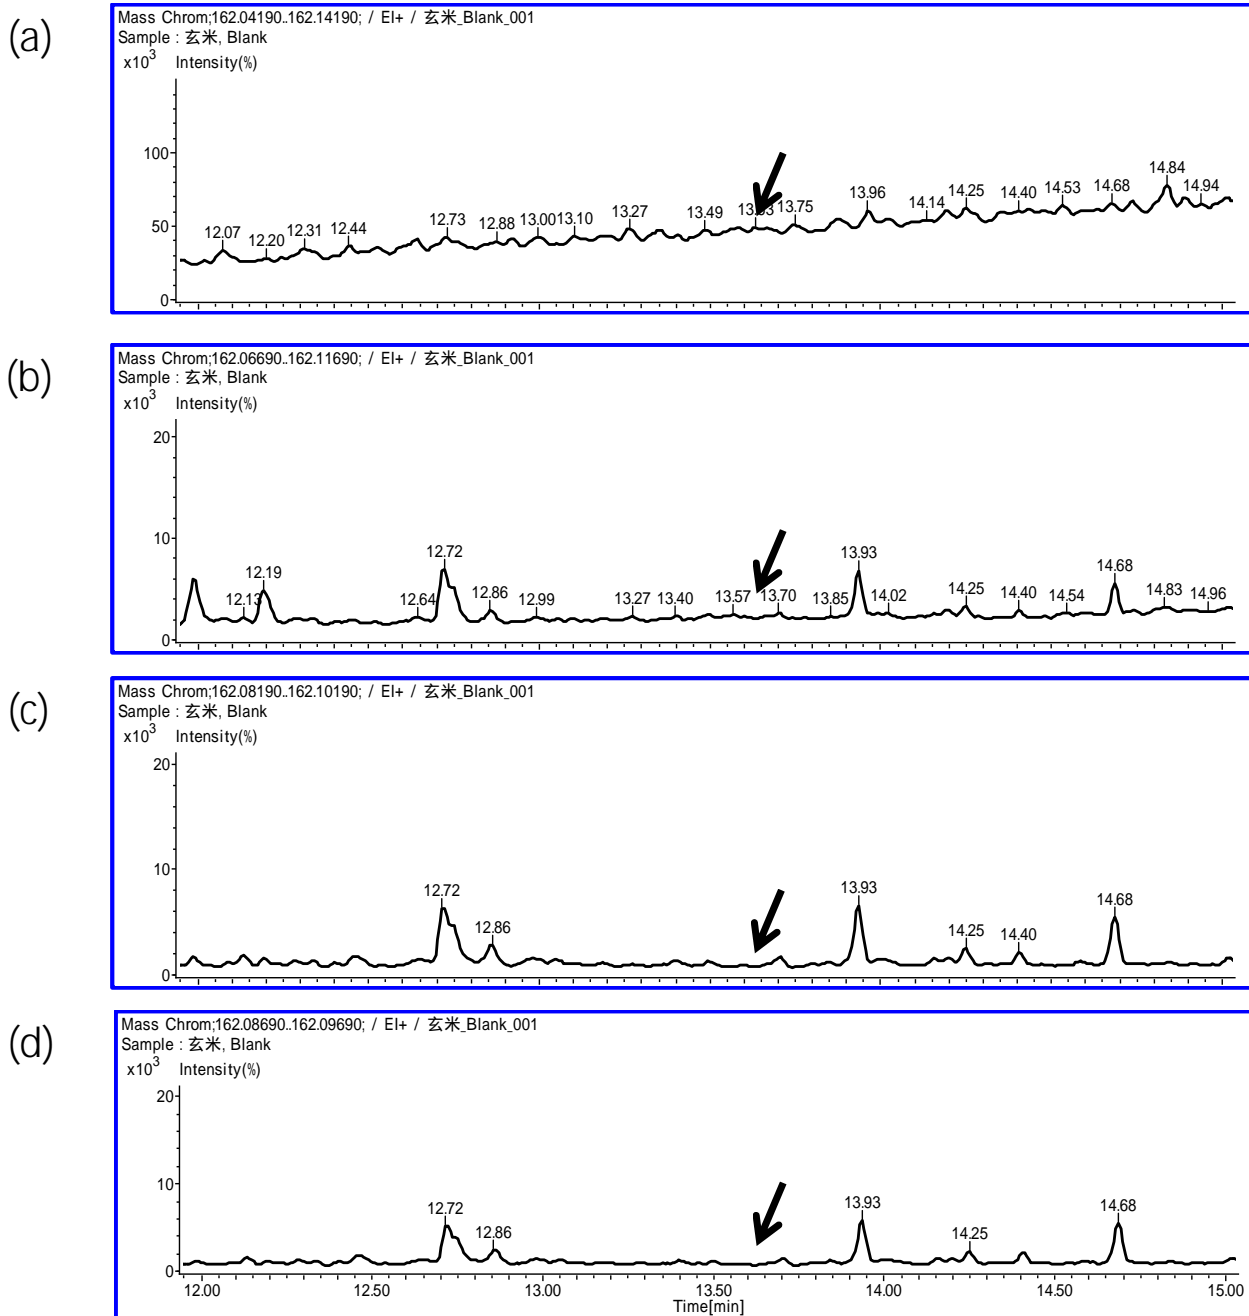 (a)
Mass Chrom;162.04190..162.14190; / EI+ / 玄米_Blank_001
Sample : 玄米, Blank
x10³ Intensity(%)
100
50
0
12.07 12.20 12.31 12.44 12.73 12.88 13.00 13.10 13.27 13.49 13.75 13.96 14.14 14.25 14.40 14.53 14.68 14.84 14.94
(b)
Mass Chrom;162.06690..162.11690; / EI+ / 玄米_Blank_001
Sample : 玄米, Blank
x10³ Intensity(%)
20
10
0
12.13 12.19 12.64 12.72 12.86 12.99 13.27 13.40 13.57 13.70 13.85 13.93 14.02 14.25 14.40 14.54 14.68 14.83 14.96
(c)
Mass Chrom;162.08190..162.10190; / EI+ / 玄米_Blank_001
Sample : 玄米, Blank
x10³ Intensity(%)
20
10
0
12.72 12.86 13.93 14.25 14.40 14.68
(d)
Mass Chrom;162.08690..162.09690; / EI+ / 玄米_Blank_001
Sample : 玄米, Blank
x10³ Intensity(%)
20
10
0
12.72 12.86 13.93 14.25 14.68
12.00 12.50 13.00 13.50 14.00 14.50 15.00
Time[min]